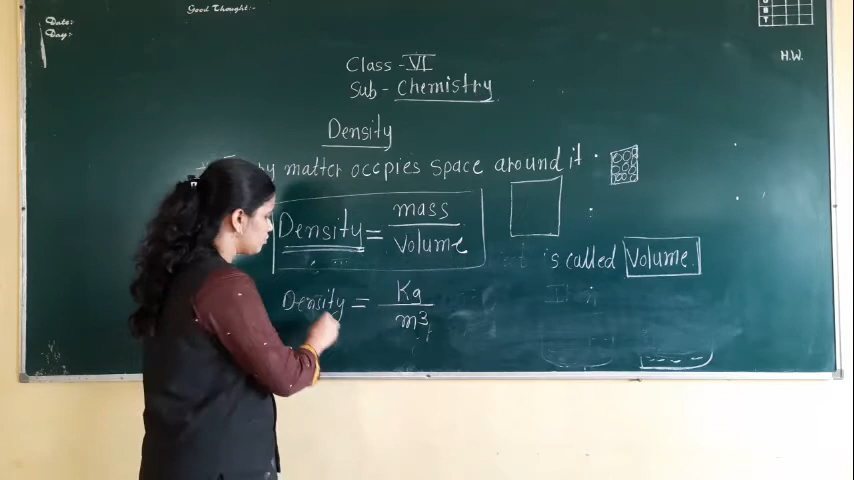 Good Thought:-
Date:
Day:
B
T
H.W.
Class - VI
Sub - Chemistry
Density
matter occpies space around it.
Density = mass / volume
is called Volume.
Density = Kg / m³